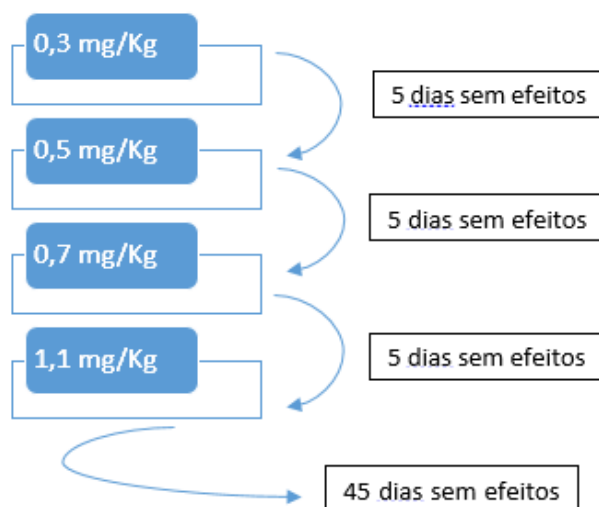 0,3 mg/Kg
5 dias sem efeitos
0,5 mg/Kg
5 dias sem efeitos
0,7 mg/Kg
5 dias sem efeitos
1,1 mg/Kg
45 dias sem efeitos